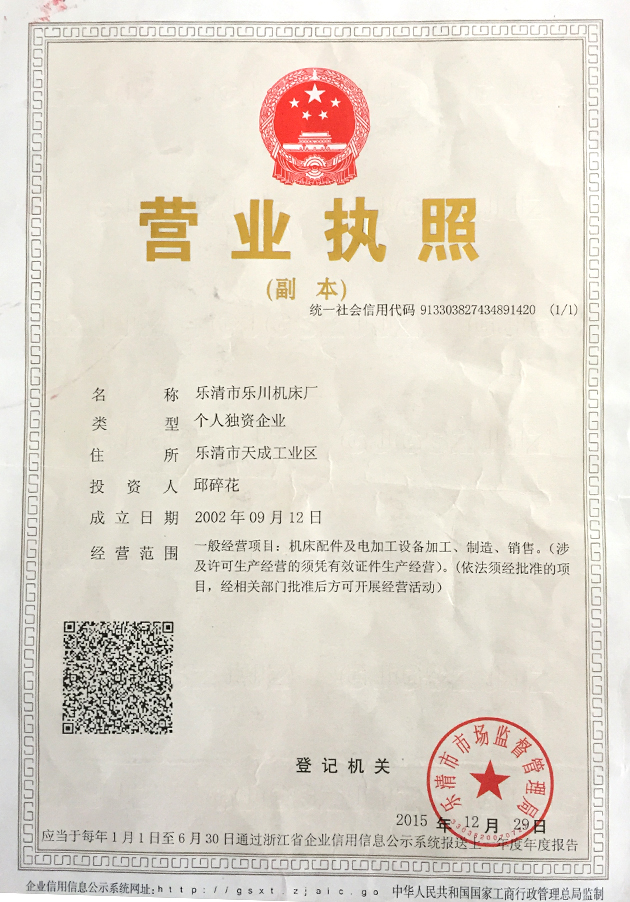 营业执照
(副 本)
统一社会信用代码 913303827434891420 (1/1)
名 称 乐清市乐川机床厂
类 型 个人独资企业
住 所 乐清市天成工业区
投 资 人 邱碎花
成 立 日 期 2002 年 09 月 12 日
经 营 范 围 一般经营项目：机床配件及电加工设备加工、制造、销售。(涉
及许可生产经营的须凭有效证件生产经营)。(依法须经批准的项
目，经相关部门批准后方可开展经营活动)
登 记 机 关
乐清市市场监督管理局
2015 年 12 月 29 日
应当于每年1月1日至6月30日通过浙江省企业信用信息公示系统报送上一年度年度报告
企业信用信息公示系统网址:http://gsxt.zjaic.go
中华人民共和国国家工商行政管理总局监制